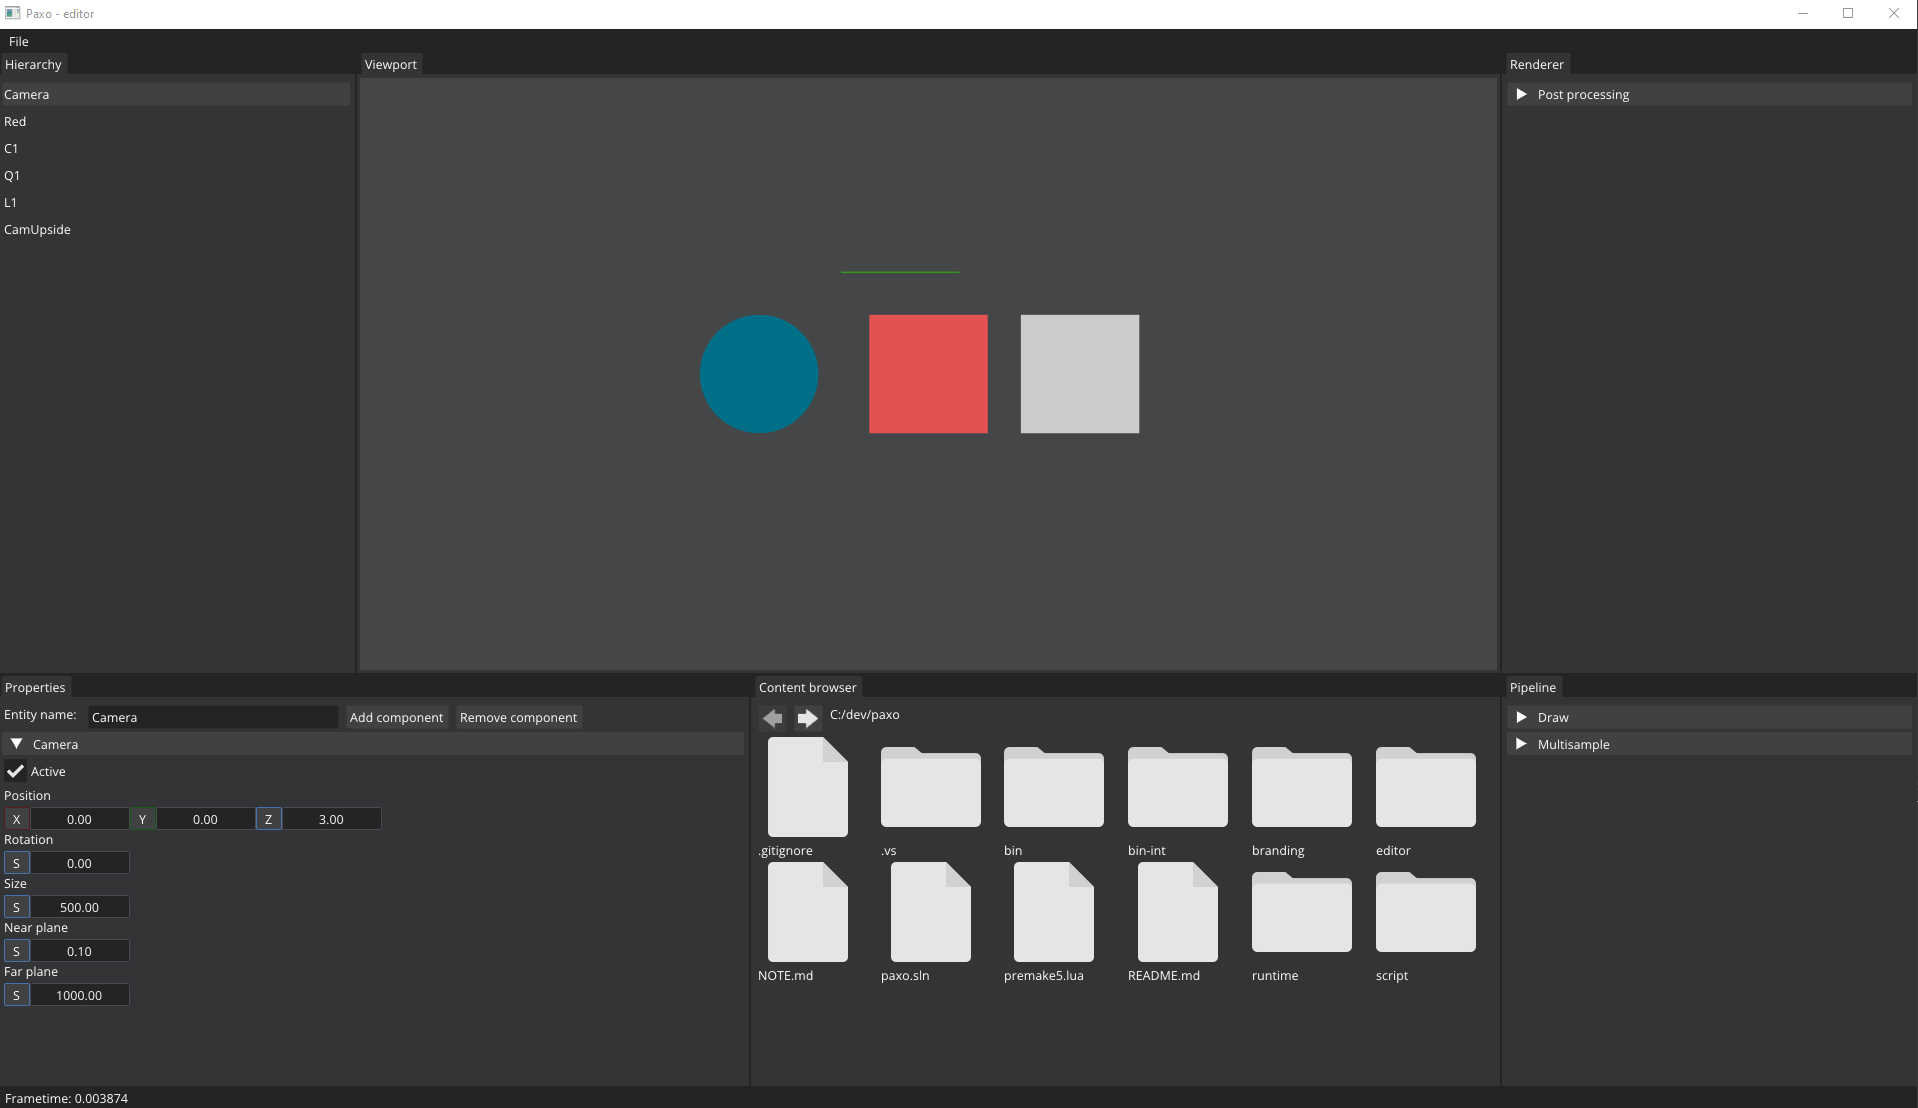 Paxo - editor
File
Hierarchy
Camera
Red
C1
Q1
L1
CamUpside
Viewport
Renderer
Post processing
Properties
Entity name: Camera Add component Remove component
Camera
Active
Position
X 0.00 Y 0.00 Z 3.00
Rotation
S 0.00
Size
S 500.00
Near plane
S 0.10
Far plane
S 1000.00
Content browser
C:/dev/paxo
.gitignore .vs bin bin-int branding editor
NOTE.md paxo.sln premake5.lua README.md runtime script
Pipeline
Draw
Multisample
Frametime: 0.003874